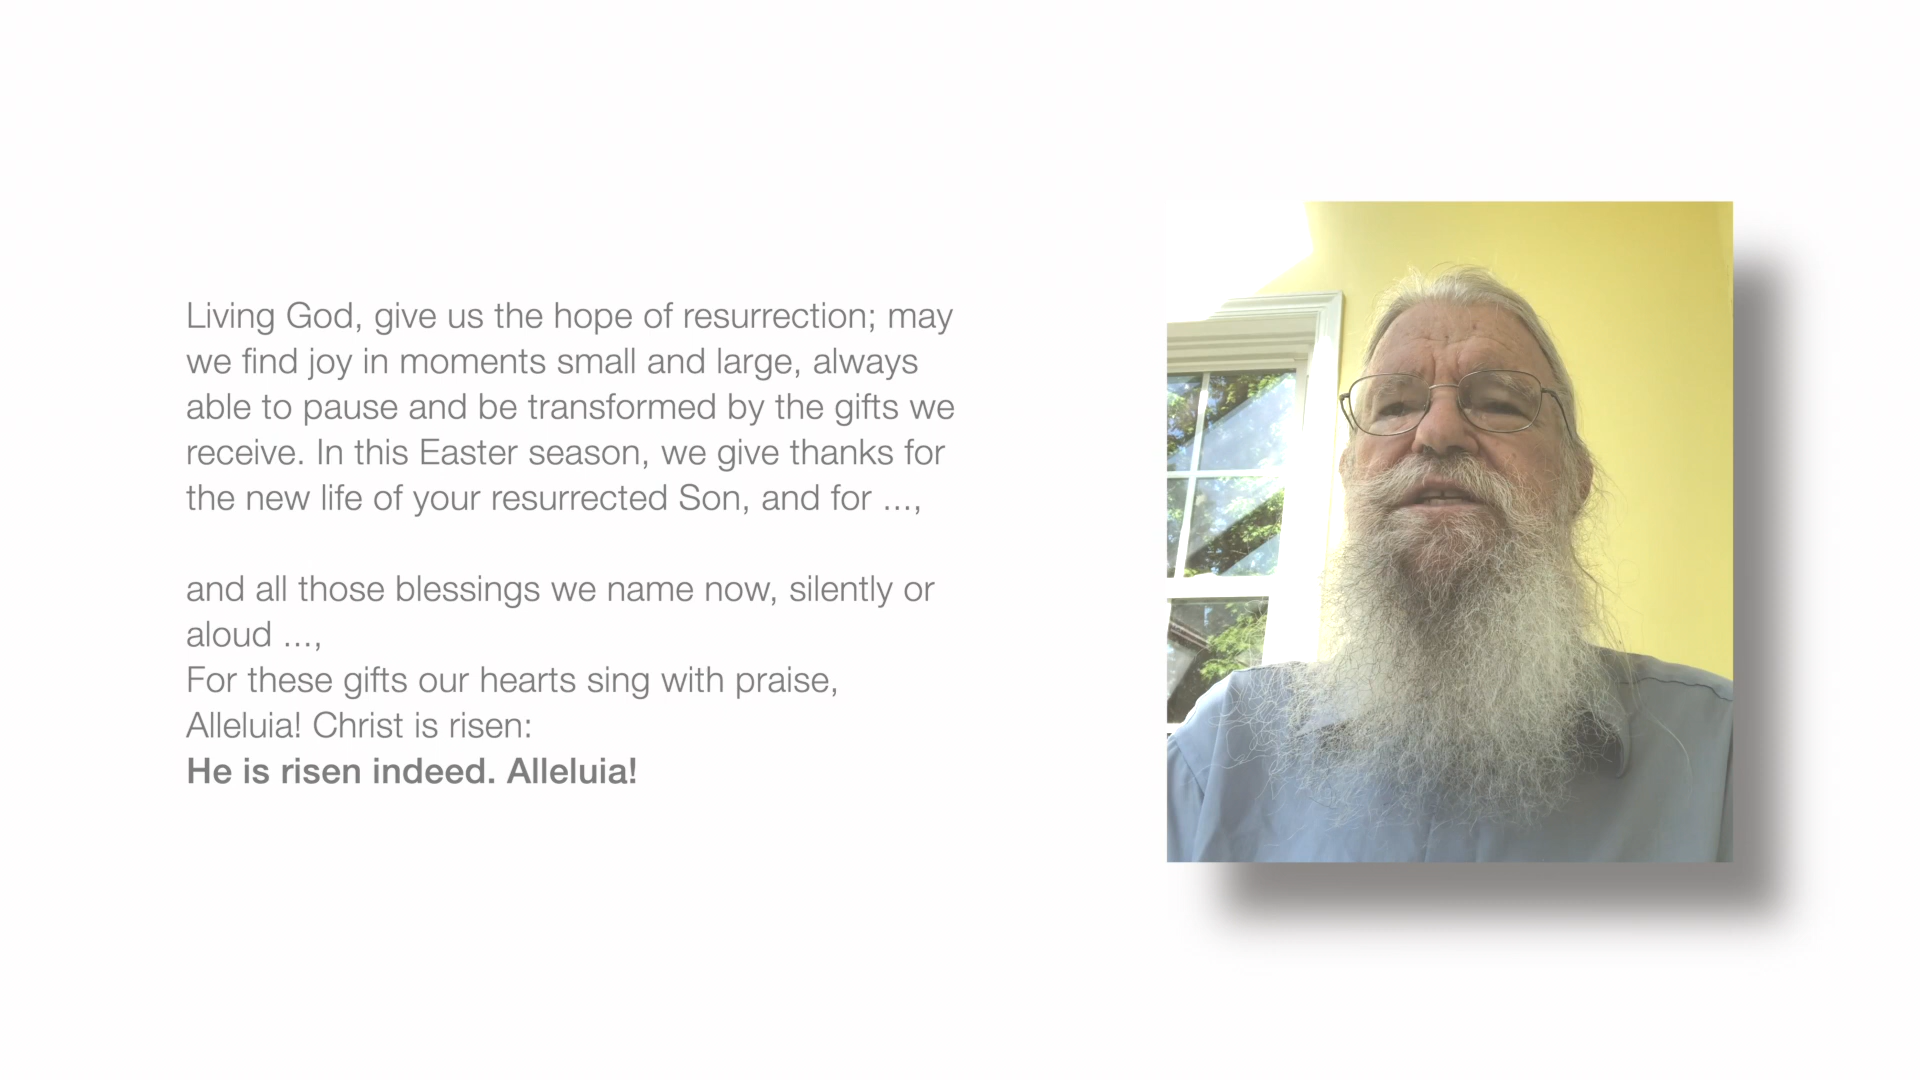 Living God, give us the hope of resurrection; may
we find joy in moments small and large, always
able to pause and be transformed by the gifts we
receive. In this Easter season, we give thanks for
the new life of your resurrected Son, and for ...,
and all those blessings we name now, silently or
aloud ...,
For these gifts our hearts sing with praise,
Alleluia! Christ is risen:
He is risen indeed. Alleluia!